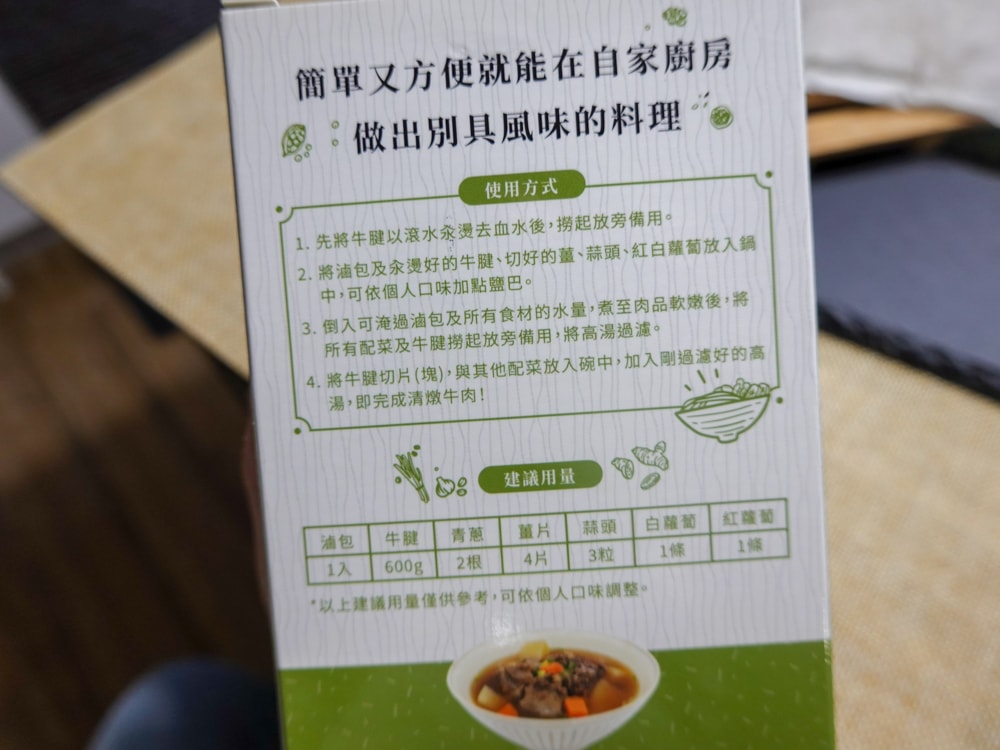 簡單又方便就能在自家廚房
做出別具風味的料理
使用方式
1. 先將牛腱以滾水汆燙去血水後，撈起放旁備用。
2. 將滷包及汆燙好的牛腱、切好的薑、蒜頭、紅白蘿蔔放入鍋
中，可依個人口味加點鹽巴。
3. 倒入可淹過滷包及所有食材的水量，煮至肉品軟嫩後，將
所有配菜及牛腱撈起放旁備用，將高湯過濾。
4. 將牛腱切片(塊)，與其他配菜放入碗中，加入剛過濾好的高
湯，即完成清燉牛肉！
建議用量
滷包 牛腱 青蔥 薑片 蒜頭 白蘿蔔 紅蘿蔔
1入 600g 2根 4片 3粒 1條 1條
*以上建議用量僅供參考，可依個人口味調整。